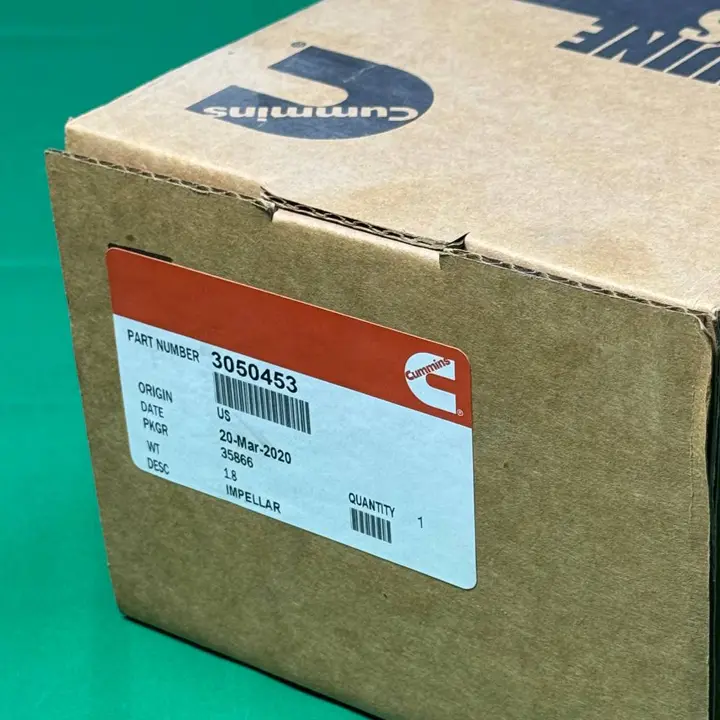 Cummins
®
PART NUMBER 3050453
Cummins
®
ORIGIN US
DATE 20-Mar-2020
PKGR 35866
WT 1.8
DESC IMPELLAR
QUANTITY 1